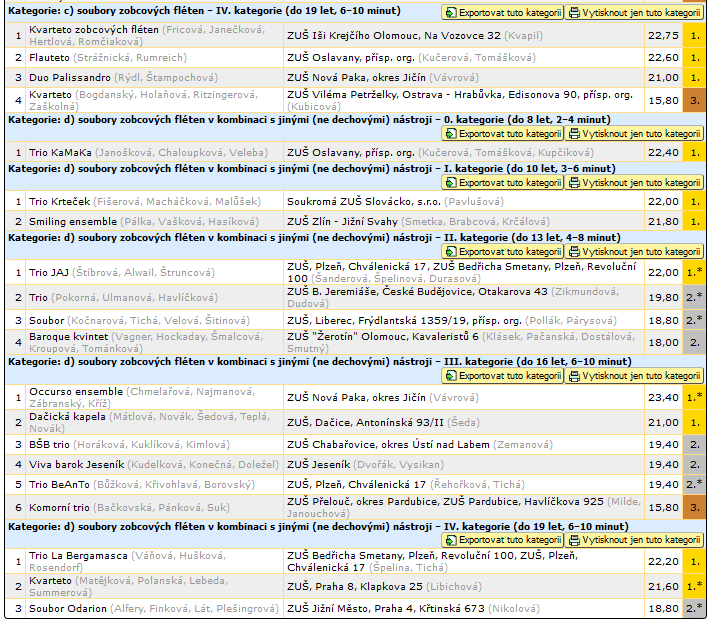 Kategorie: c) soubory zobcových fléten – IV. kategorie (do 19 let, 6–10 minut)
Exportovat tuto kategorii Vytisknout jen tuto kategorii
1 Kvarteto zobcových fléten (Fricová, Janečková, Hertlová, Romčiaková) ZUŠ Iši Krejčího Olomouc, Na Vozovce 32 (Kvapil) 22,75 1.
2 Flauteto (Strážnická, Rumreich) ZUŠ Oslavany, přísp. org. (Kučerová, Tomášková) 22,60 1.
3 Duo Palissandro (Rýdl, Štampochová) ZUŠ Nová Paka, okres Jičín (Vávrová) 21,00 1.
4 Kvarteto (Bogdanský, Holaňová, Ritzingerová, Zaškolná) ZUŠ Viléma Petrželky, Ostrava - Hrabůvka, Edisonova 90, přísp. org. (Kubicová) 15,80 3.
Kategorie: d) soubory zobcových fléten v kombinaci s jinými (ne dechovými) nástroji – 0. kategorie (do 8 let, 2–4 minut)
Exportovat tuto kategorii Vytisknout jen tuto kategorii
1 Trio KaMaKa (Janošková, Chaloupková, Veleba) ZUŠ Oslavany, přísp. org. (Kučerová, Tomášková, Kupčíková) 22,40 1.
Kategorie: d) soubory zobcových fléten v kombinaci s jinými (ne dechovými) nástroji – I. kategorie (do 10 let, 3–6 minut)
Exportovat tuto kategorii Vytisknout jen tuto kategorii
1 Trio Krteček (Fišerová, Macháčková, Malůšek) Soukromá ZUŠ Slovácko, s.r.o. (Pavlušová) 22,00 1.
2 Smiling ensemble (Pálka, Vašková, Hasíková) ZUŠ Zlín - Jižní Svahy (Smetka, Brabcová, Krčálová) 21,80 1.
Kategorie: d) soubory zobcových fléten v kombinaci s jinými (ne dechovými) nástroji – II. kategorie (do 13 let, 4–8 minut)
Exportovat tuto kategorii Vytisknout jen tuto kategorii
1 Trio JAJ (Štíbrová, Alwail, Štruncová) ZUŠ, Plzeň, Chválenická 17, ZUŠ Bedřicha Smetany, Plzeň, Revoluční 100 (Šanderová, Špelinová, Durasová) 22,00 1.*
2 Trio (Pokorná, Ulmanová, Havlíčková) ZUŠ B. Jeremiáše, České Budějovice, Otakarova 43 (Zikmundová, Dudová) 19,80 2.*
3 Soubor (Kočnarová, Tichá, Velová, Šitinová) ZUŠ, Liberec, Frýdlantská 1359/19, přísp. org. (Pollák, Párysová) 18,80 2.*
4 Baroque kvintet (Vagner, Hockaday, Šmalcová, Kroupová, Tománková) ZUŠ "Žerotín" Olomouc, Kavaleristů 6 (Klásek, Pačanská, Dostálová, Smutný) 18,00 2.
Kategorie: d) soubory zobcových fléten v kombinaci s jinými (ne dechovými) nástroji – III. kategorie (do 16 let, 6–10 minut)
Exportovat tuto kategorii Vytisknout jen tuto kategorii
1 Occurso ensemble (Chmelařová, Najmanová, Zábranský, Kříž) ZUŠ Nová Paka, okres Jičín (Vávrová) 23,40 1.*
2 Dačická kapela (Mátlová, Novák, Šedová, Teplá, Novák) ZUŠ, Dačice, Antonínská 93/II (Šeda) 21,00 1.
3 BŠB trio (Horáková, Kuklíková, Kimlová) ZUŠ Chabařovice, okres Ústí nad Labem (Zemanová) 19,40 2.
4 Viva barok Jeseník (Kudelková, Konečná, Doležel) ZUŠ Jeseník (Dvořák, Vysikan) 19,40 2.
5 Trio BeAnTo (Bůžková, Křivohlavá, Borovský) ZUŠ, Plzeň, Chválenická 17 (Řehořková, Tichá) 19,40 2.*
6 Komorní trio (Bačkovská, Pánková, Suk) ZUŠ Přelouč, okres Pardubice, ZUŠ Pardubice, Havlíčkova 925 (Milde, Janouchová) 15,80 3.
Kategorie: d) soubory zobcových fléten v kombinaci s jinými (ne dechovými) nástroji – IV. kategorie (do 19 let, 6–10 minut)
Exportovat tuto kategorii Vytisknout jen tuto kategorii
1 Trio La Bergamasca (Váňová, Hušková, Rosendorf) ZUŠ Bedřicha Smetany, Plzeň, Revoluční 100, ZUŠ, Plzeň, Chválenická 17 (Špelina, Tichá) 22,20 1.
2 Kvarteto (Matějková, Polanská, Lebeda, Summerová) ZUŠ, Praha 8, Klapkova 25 (Libichová) 21,60 1.*
3 Soubor Odarion (Alfery, Finková, Lát, Plešingrová) ZUŠ Jižní Město, Praha 4, Křtinská 673 (Nikolová) 18,80 2.*